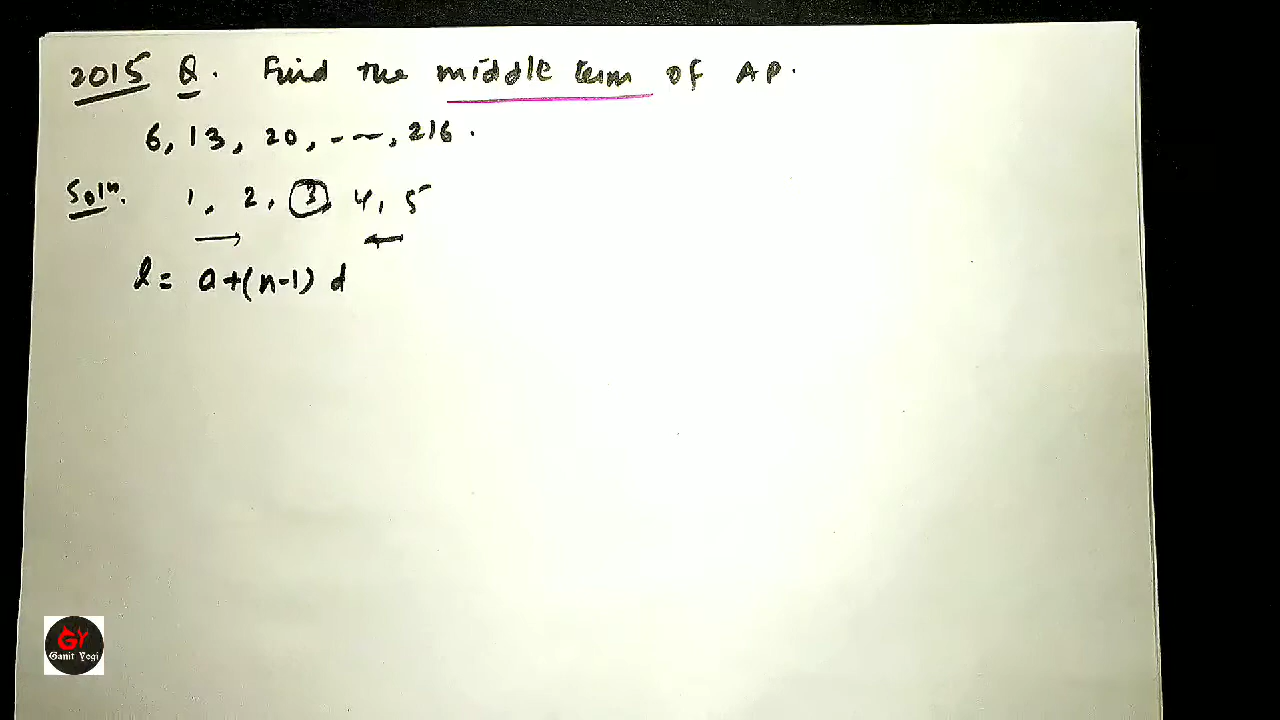 2015 Q. Find the middle term of AP.
6, 13, 20, -~, 216.
Solⁿ. 1, 2, 3 4, 5
l = a+(n-1) d
GY
Ganit Yogi